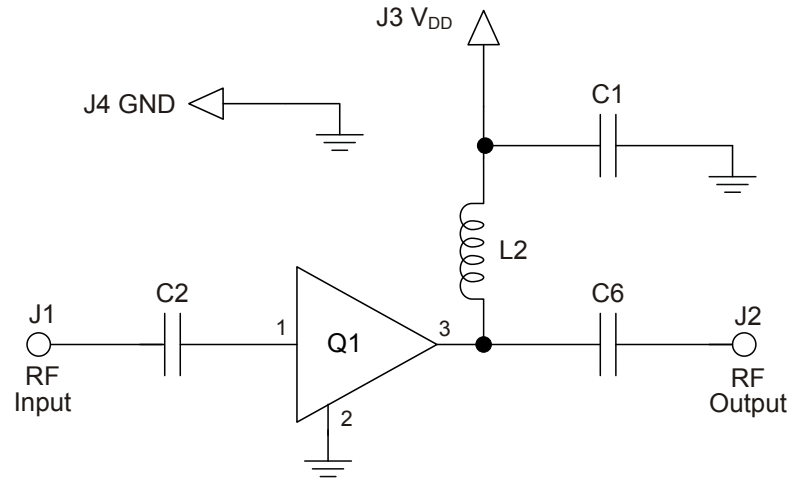 J3 VDD
J4 GND
C1
L2
C2
C6
J1
1
Q1
3
J2
RF
Input
RF
Output
2